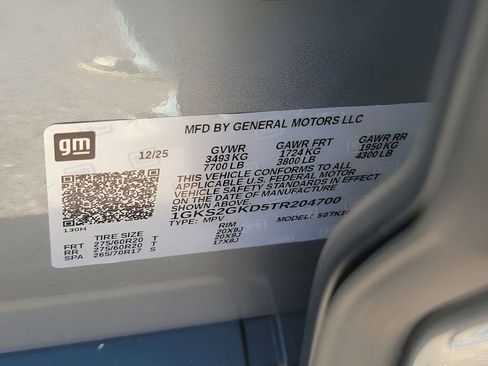 gm
MFD BY GENERAL MOTORS LLC
12/25
GVWR GAWR FRT GAWR RR
3493 KG 1724 KG 1950 KG
7700 LB 3800 LB 4300 LB
THIS VEHICLE CONFORMS TO ALL
APPLICABLE U.S. FEDERAL MOTOR
VEHICLE SAFETY STANDARDS IN EFFECT
ON THE DATE OF MANUFACTURE
SHOWN ABOVE.
1GKS2GKD5TR204700
TYPE: MPV MODEL:
130H
TIRE SIZE RIM
FRT 275/60R20 T 20X9J
RR 275/60R20 T 20X9J
SPA 265/70R17 S 17X8J